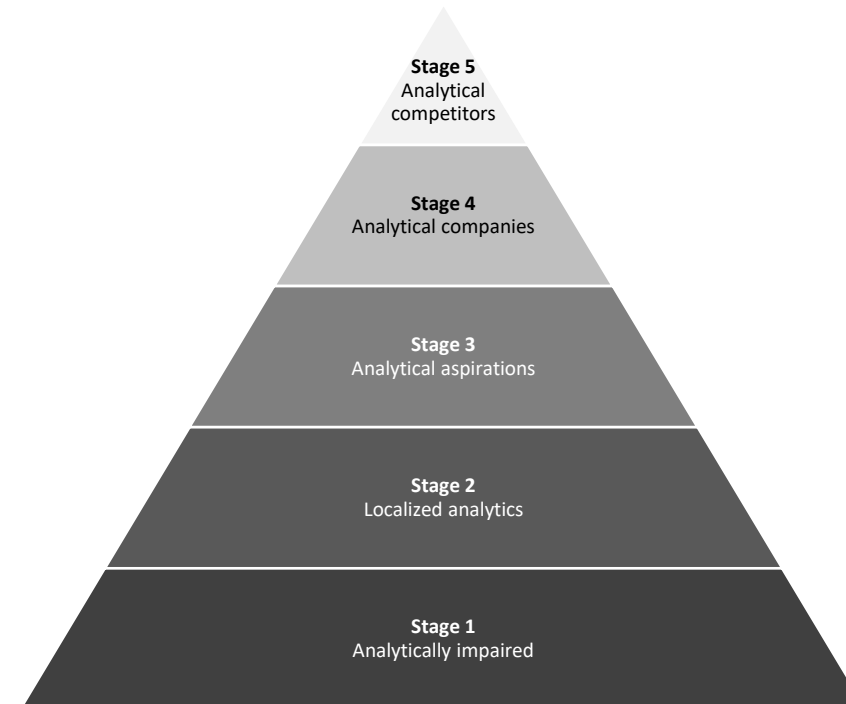 Stage 5
Analytical
competitors
Stage 4
Analytical companies
Stage 3
Analytical aspirations
Stage 2
Localized analytics
Stage 1
Analytically impaired